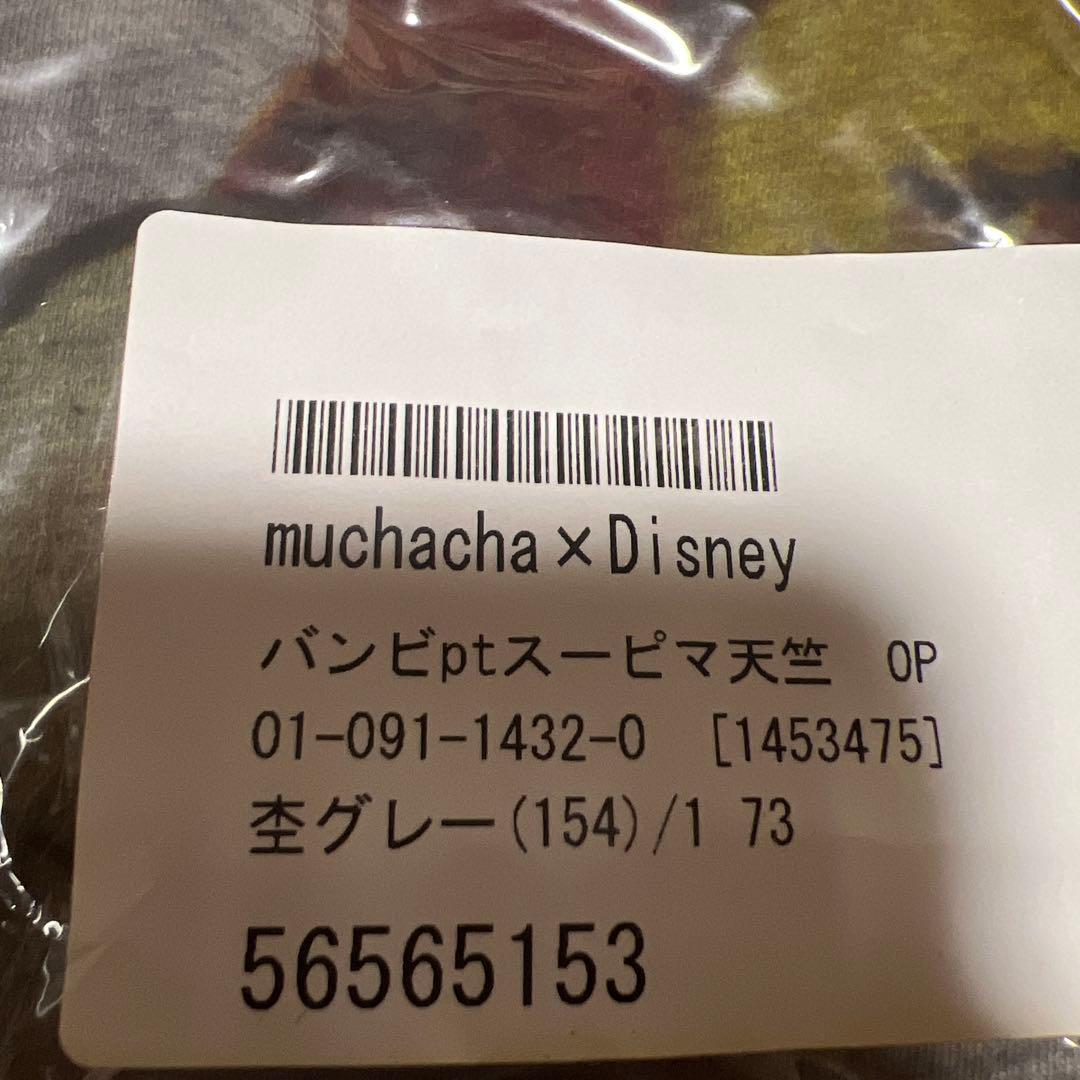 muchacha×Disney
バンビptスーピマ天竺　OP
01-091-1432-0　[1453475]
杢グレー(154)/1 73
56565153